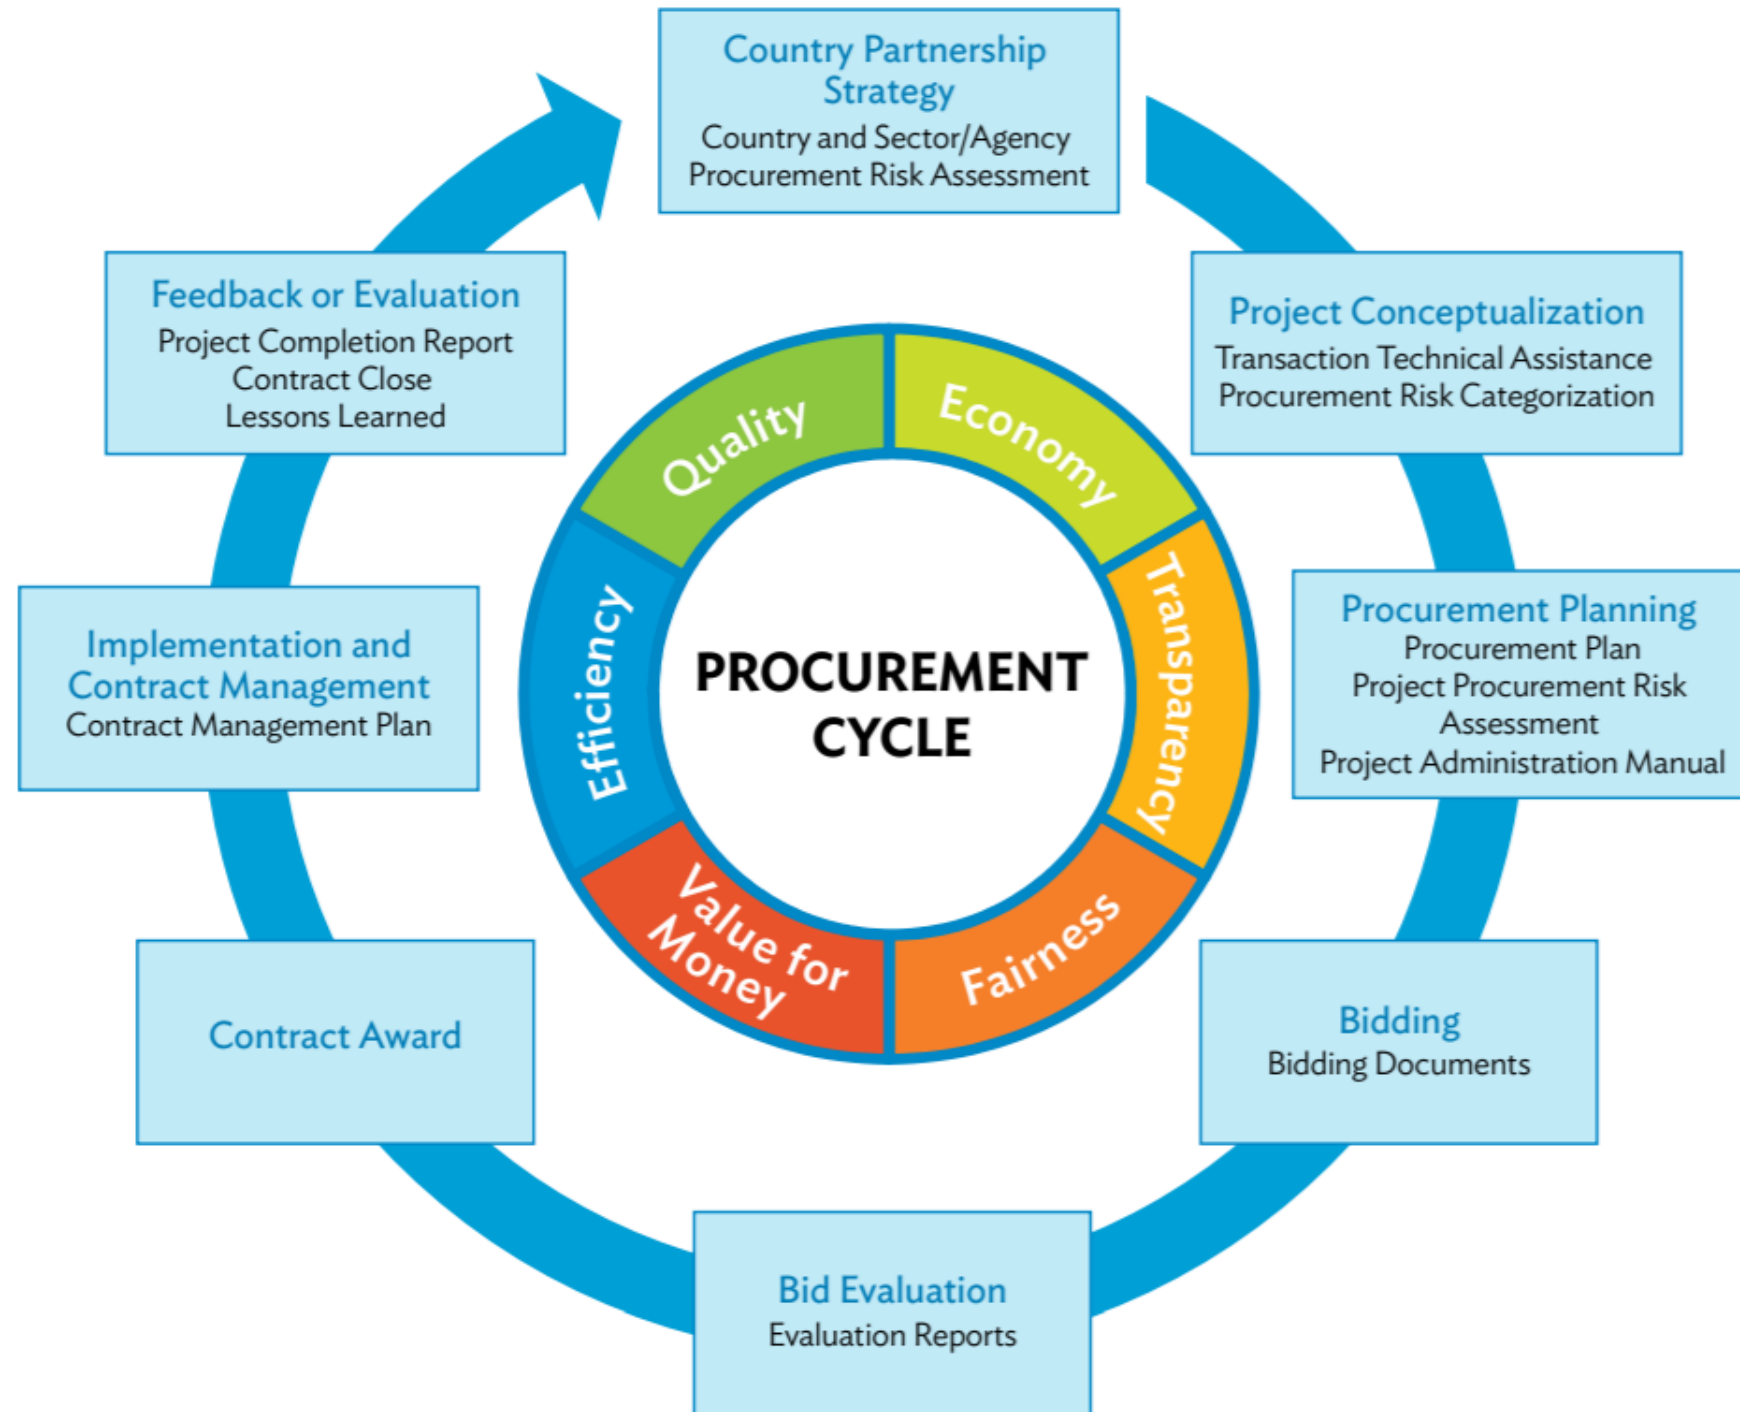 Country Partnership
Strategy
Country and Sector/Agency
Procurement Risk Assessment
Project Conceptualization
Transaction Technical Assistance
Procurement Risk Categorization
Procurement Planning
Procurement Plan
Project Procurement Risk
Assessment
Project Administration Manual
Bidding
Bidding Documents
Bid Evaluation
Evaluation Reports
Contract Award
Implementation and
Contract Management
Contract Management Plan
Feedback or Evaluation
Project Completion Report
Contract Close
Lessons Learned
Economy
Transparency
Fairness
Value for
Money
Efficiency
Quality
PROCUREMENT
CYCLE